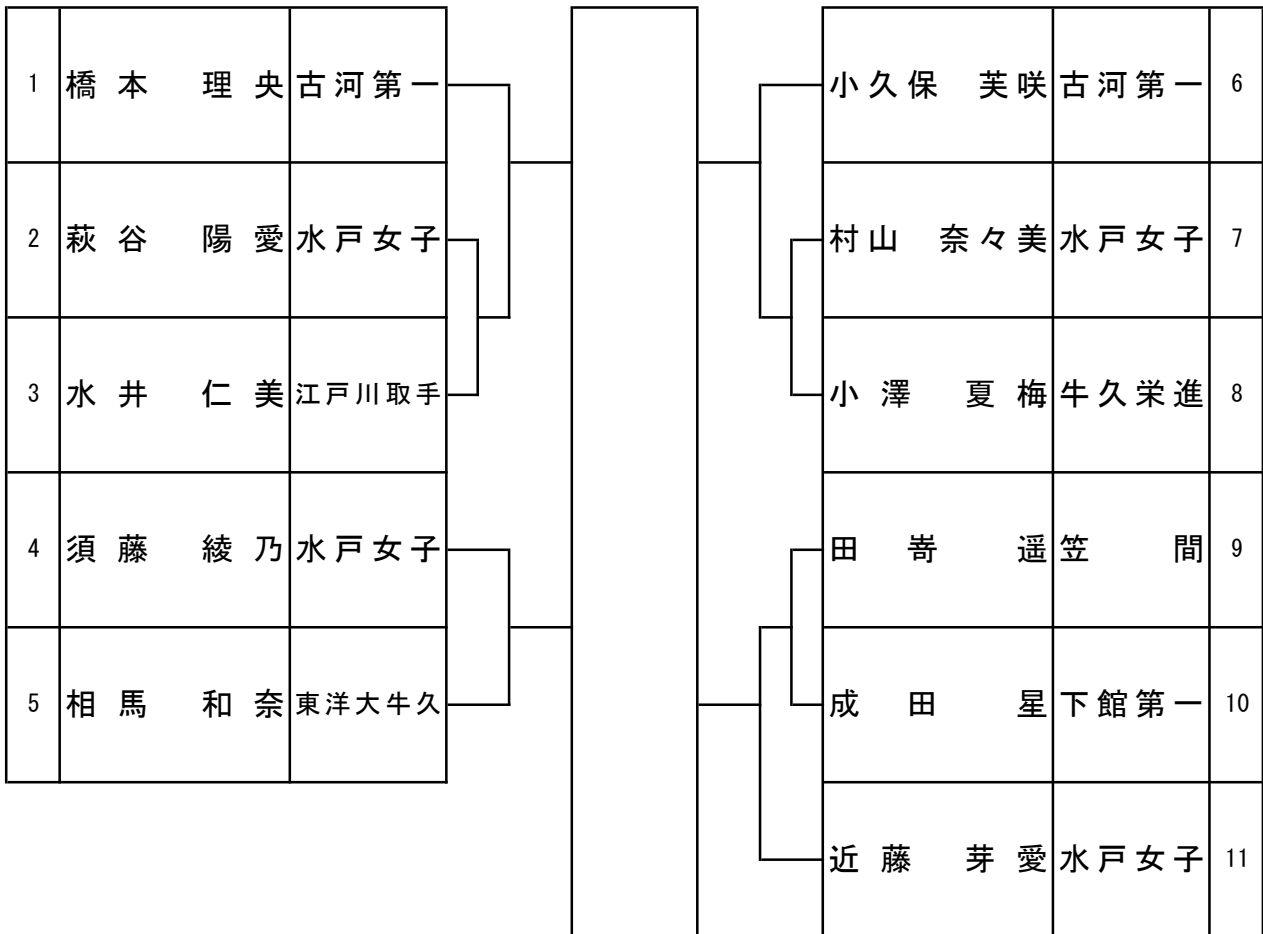 1 橋本 理央 古河第一
2 萩谷 陽愛 水戸女子
3 水井 仁美 江戸川取手
4 須藤 綾乃 水戸女子
5 相馬 和奈 東洋大牛久
小久保 芙咲 古河第一 6
村山 奈々美 水戸女子 7
小澤 夏梅 牛久栄進 8
田嵜 遥 笠間 9
成田 星 下館第一 10
近藤 芽愛 水戸女子 11